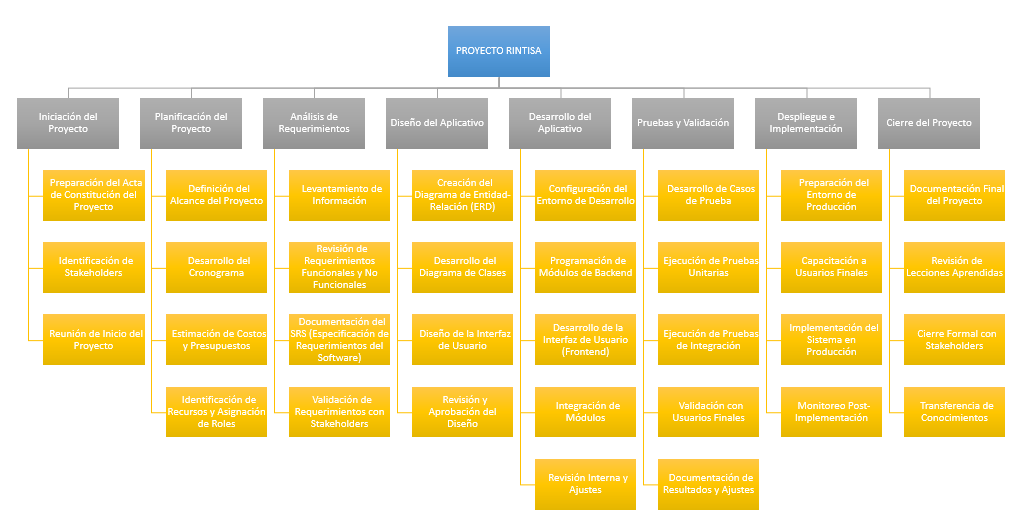 PROYECTO RINTISA
Iniciación del
Proyecto
Planificación del
Proyecto
Análisis de
Requerimientos
Diseño del Aplicativo
Desarrollo del
Aplicativo
Pruebas y Validación
Despliegue e
Implementación
Cierre del Proyecto
Preparación del Acta
de Constitución del
Proyecto
Identificación de
Stakeholders
Reunión de Inicio del
Proyecto
Definición del
Alcance del Proyecto
Desarrollo del
Cronograma
Estimación de Costos
y Presupuestos
Identificación de
Recursos y Asignación
de Roles
Levantamiento de
Información
Revisión de
Requerimientos
Funcionales y No
Funcionales
Documentación del
SRS (Especificación de
Requerimientos del
Software)
Validación de
Requerimientos con
Stakeholders
Creación del
Diagrama de Entidad-
Relación (ERD)
Desarrollo del
Diagrama de Clases
Diseño de la Interfaz
de Usuario
Revisión y
Aprobación del
Diseño
Configuración del
Entorno de Desarrollo
Programación de
Módulos de Backend
Desarrollo de la
Interfaz de Usuario
(Frontend)
Integración de
Módulos
Revisión Interna y
Ajustes
Desarrollo de Casos
de Prueba
Ejecución de Pruebas
Unitarias
Ejecución de Pruebas
de Integración
Validación con
Usuarios Finales
Documentación de
Resultados y Ajustes
Preparación del
Entorno de
Producción
Capacitación a
Usuarios Finales
Implementación del
Sistema en
Producción
Monitoreo Post-
Implementación
Documentación Final
del Proyecto
Revisión de
Lecciones Aprendidas
Cierre Formal con
Stakeholders
Transferencia de
Conocimientos